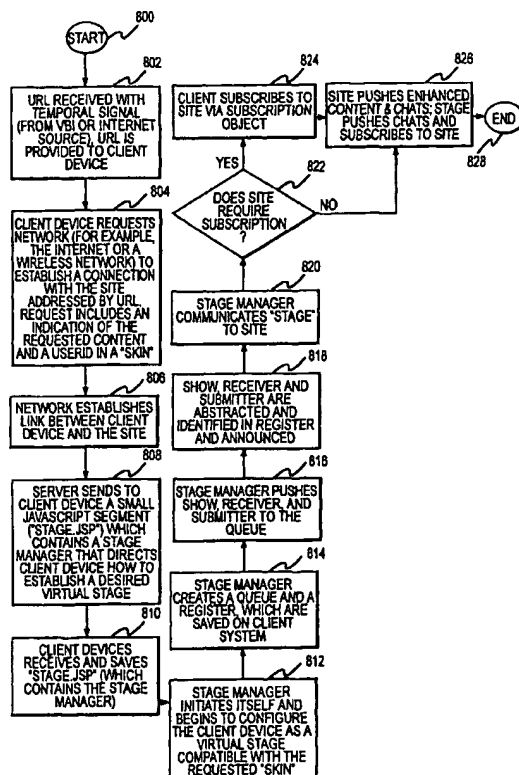 START
800
802
URL RECEIVED WITH
TEMPORAL SIGNAL
(FROM VBI OR INTERNET
SOURCE), URL IS
PROVIDED TO CLIENT
DEVICE
804
CLIENT DEVICE REQUESTS
NETWORK (FOR EXAMPLE,
THE INTERNET OR A
WIRELESS NETWORK) TO
ESTABLISH A CONNECTION
WITH THE SITE
ADDRESSED BY URL.
REQUEST INCLUDES AN
INDICATION OF THE
REQUESTED CONTENT
AND A USERID IN A "SKIN"
806
NETWORK ESTABLISHES
LINK BETWEEN CLIENT
DEVICE AND THE SITE
808
SERVER SENDS TO
CLIENT DEVICE A SMALL
JAVASCRIPT SEGMENT
("STAGE.JSP") WHICH
CONTAINS A STAGE
MANAGER THAT DIRECTS
CLIENT DEVICE HOW TO
ESTABLISH A DESIRED
VIRTUAL STAGE
810
CLIENT DEVICES
RECEIVES AND SAVES
"STAGE.JSP" (WHICH
CONTAINS THE STAGE
MANAGER)
812
STAGE MANAGER
INITIATES ITSELF AND
BEGINS TO CONFIGURE
THE CLIENT DEVICE AS A
VIRTUAL STAGE
COMPATIBLE WITH THE
REQUESTED "SKIN"
814
STAGE MANAGER
CREATES A QUEUE AND A
REGISTER, WHICH ARE
SAVED ON CLIENT
SYSTEM
816
STAGE MANAGER PUSHES
SHOW, RECEIVER, AND
SUBMITTER TO THE
QUEUE
818
SHOW, RECEIVER AND
SUBMITTER ARE
ABSTRACTED AND
IDENTIFIED IN REGISTER
AND ANNOUNCED
820
STAGE MANAGER
COMMUNICATES "STAGE"
TO SITE
822
DOES SITE
REQUIRE
SUBSCRIPTION
?
YES
NO
824
CLIENT SUBSCRIBES TO
SITE VIA SUBSCRIPTION
OBJECT
826
SITE PUSHES ENHANCED
CONTENT & CHATS; STAGE
PUSHES CHATS AND
SUBSCRIBES TO SITE
END
828